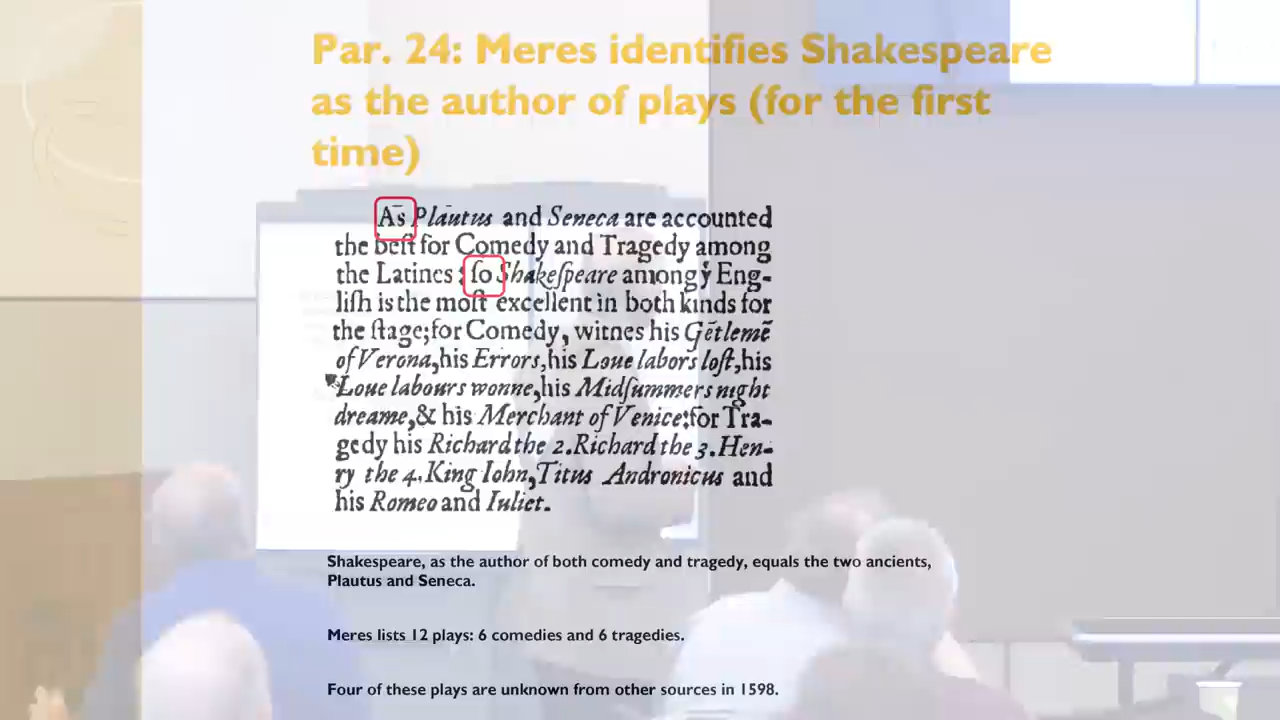 Par. 24: Meres identifies Shakespeare
as the author of plays (for the first
time)
As Plautus and Seneca are accounted
the beſt for Comedy and Tragedy among
the Latines : ſo Shakeſpeare among yͤ Eng-
liſh is the moſt excellent in both kinds for
the ſtage; for Comedy, witnes his Gẽtlemẽ
of Verona, his Errors, his Loue labors loſt, his
Loue labours wonne, his Midſummers night
dreame, & his Merchant of Venice: for Tra-
gedy his Richard the 2. Richard the 3. Hen-
ry the 4. King Iohn, Titus Andronicus and
his Romeo and Iuliet.
Shakespeare, as the author of both comedy and tragedy, equals the two ancients,
Plautus and Seneca.
Meres lists 12 plays: 6 comedies and 6 tragedies.
Four of these plays are unknown from other sources in 1598.